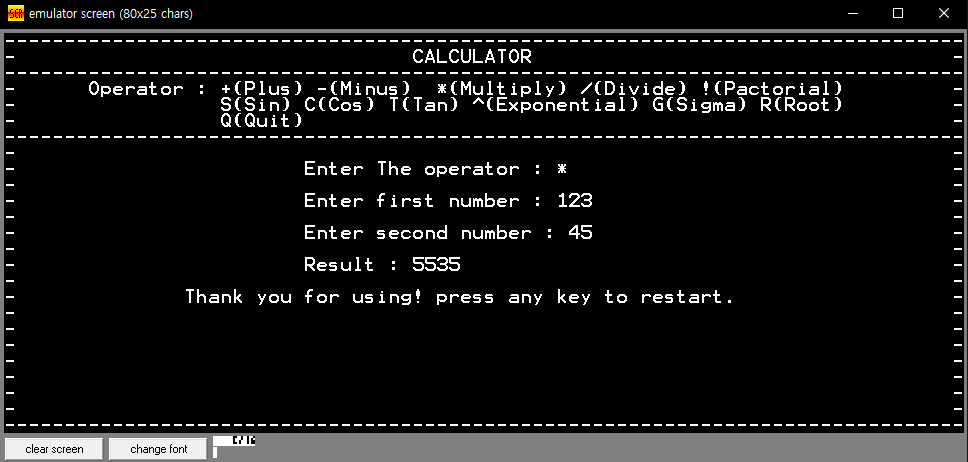 emulator screen (80x25 chars)
CALCULATOR
Operator : +(Plus) -(Minus)  *(Multiply) /(Divide) !(Pactorial)
S(Sin) C(Cos) T(Tan) ^(Exponential) G(Sigma) R(Root)
Q(Quit)
Enter The operator : *
Enter first number : 123
Enter second number : 45
Result : 5535
Thank you for using! press any key to restart.
clear screen
change font